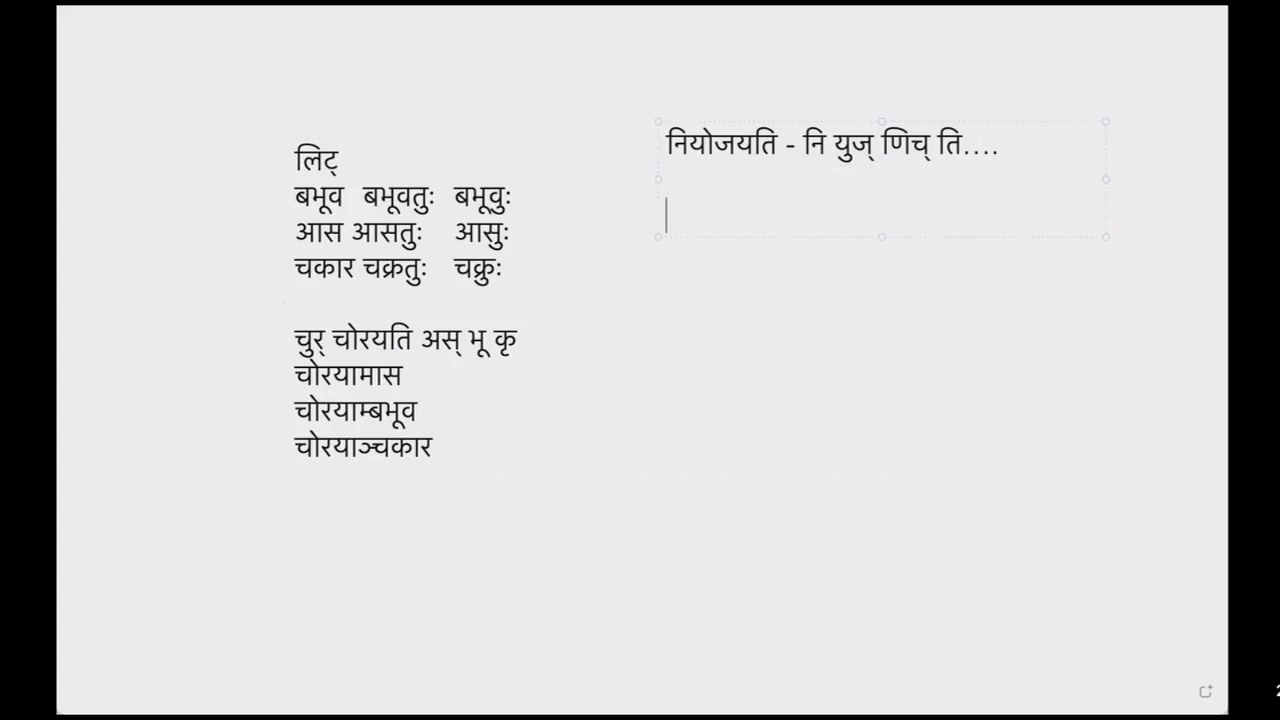 लिट्
बभूव बभूवतुः बभूवुः
आस आसतुः आसुः
चकार चक्रतुः चक्रुः
चुर् चोरयति अस् भू कृ
चोरयामास
चोरयाम्बभूव
चोरयाञ्चकार
नियोजयति - नि युज् णिच् ति....